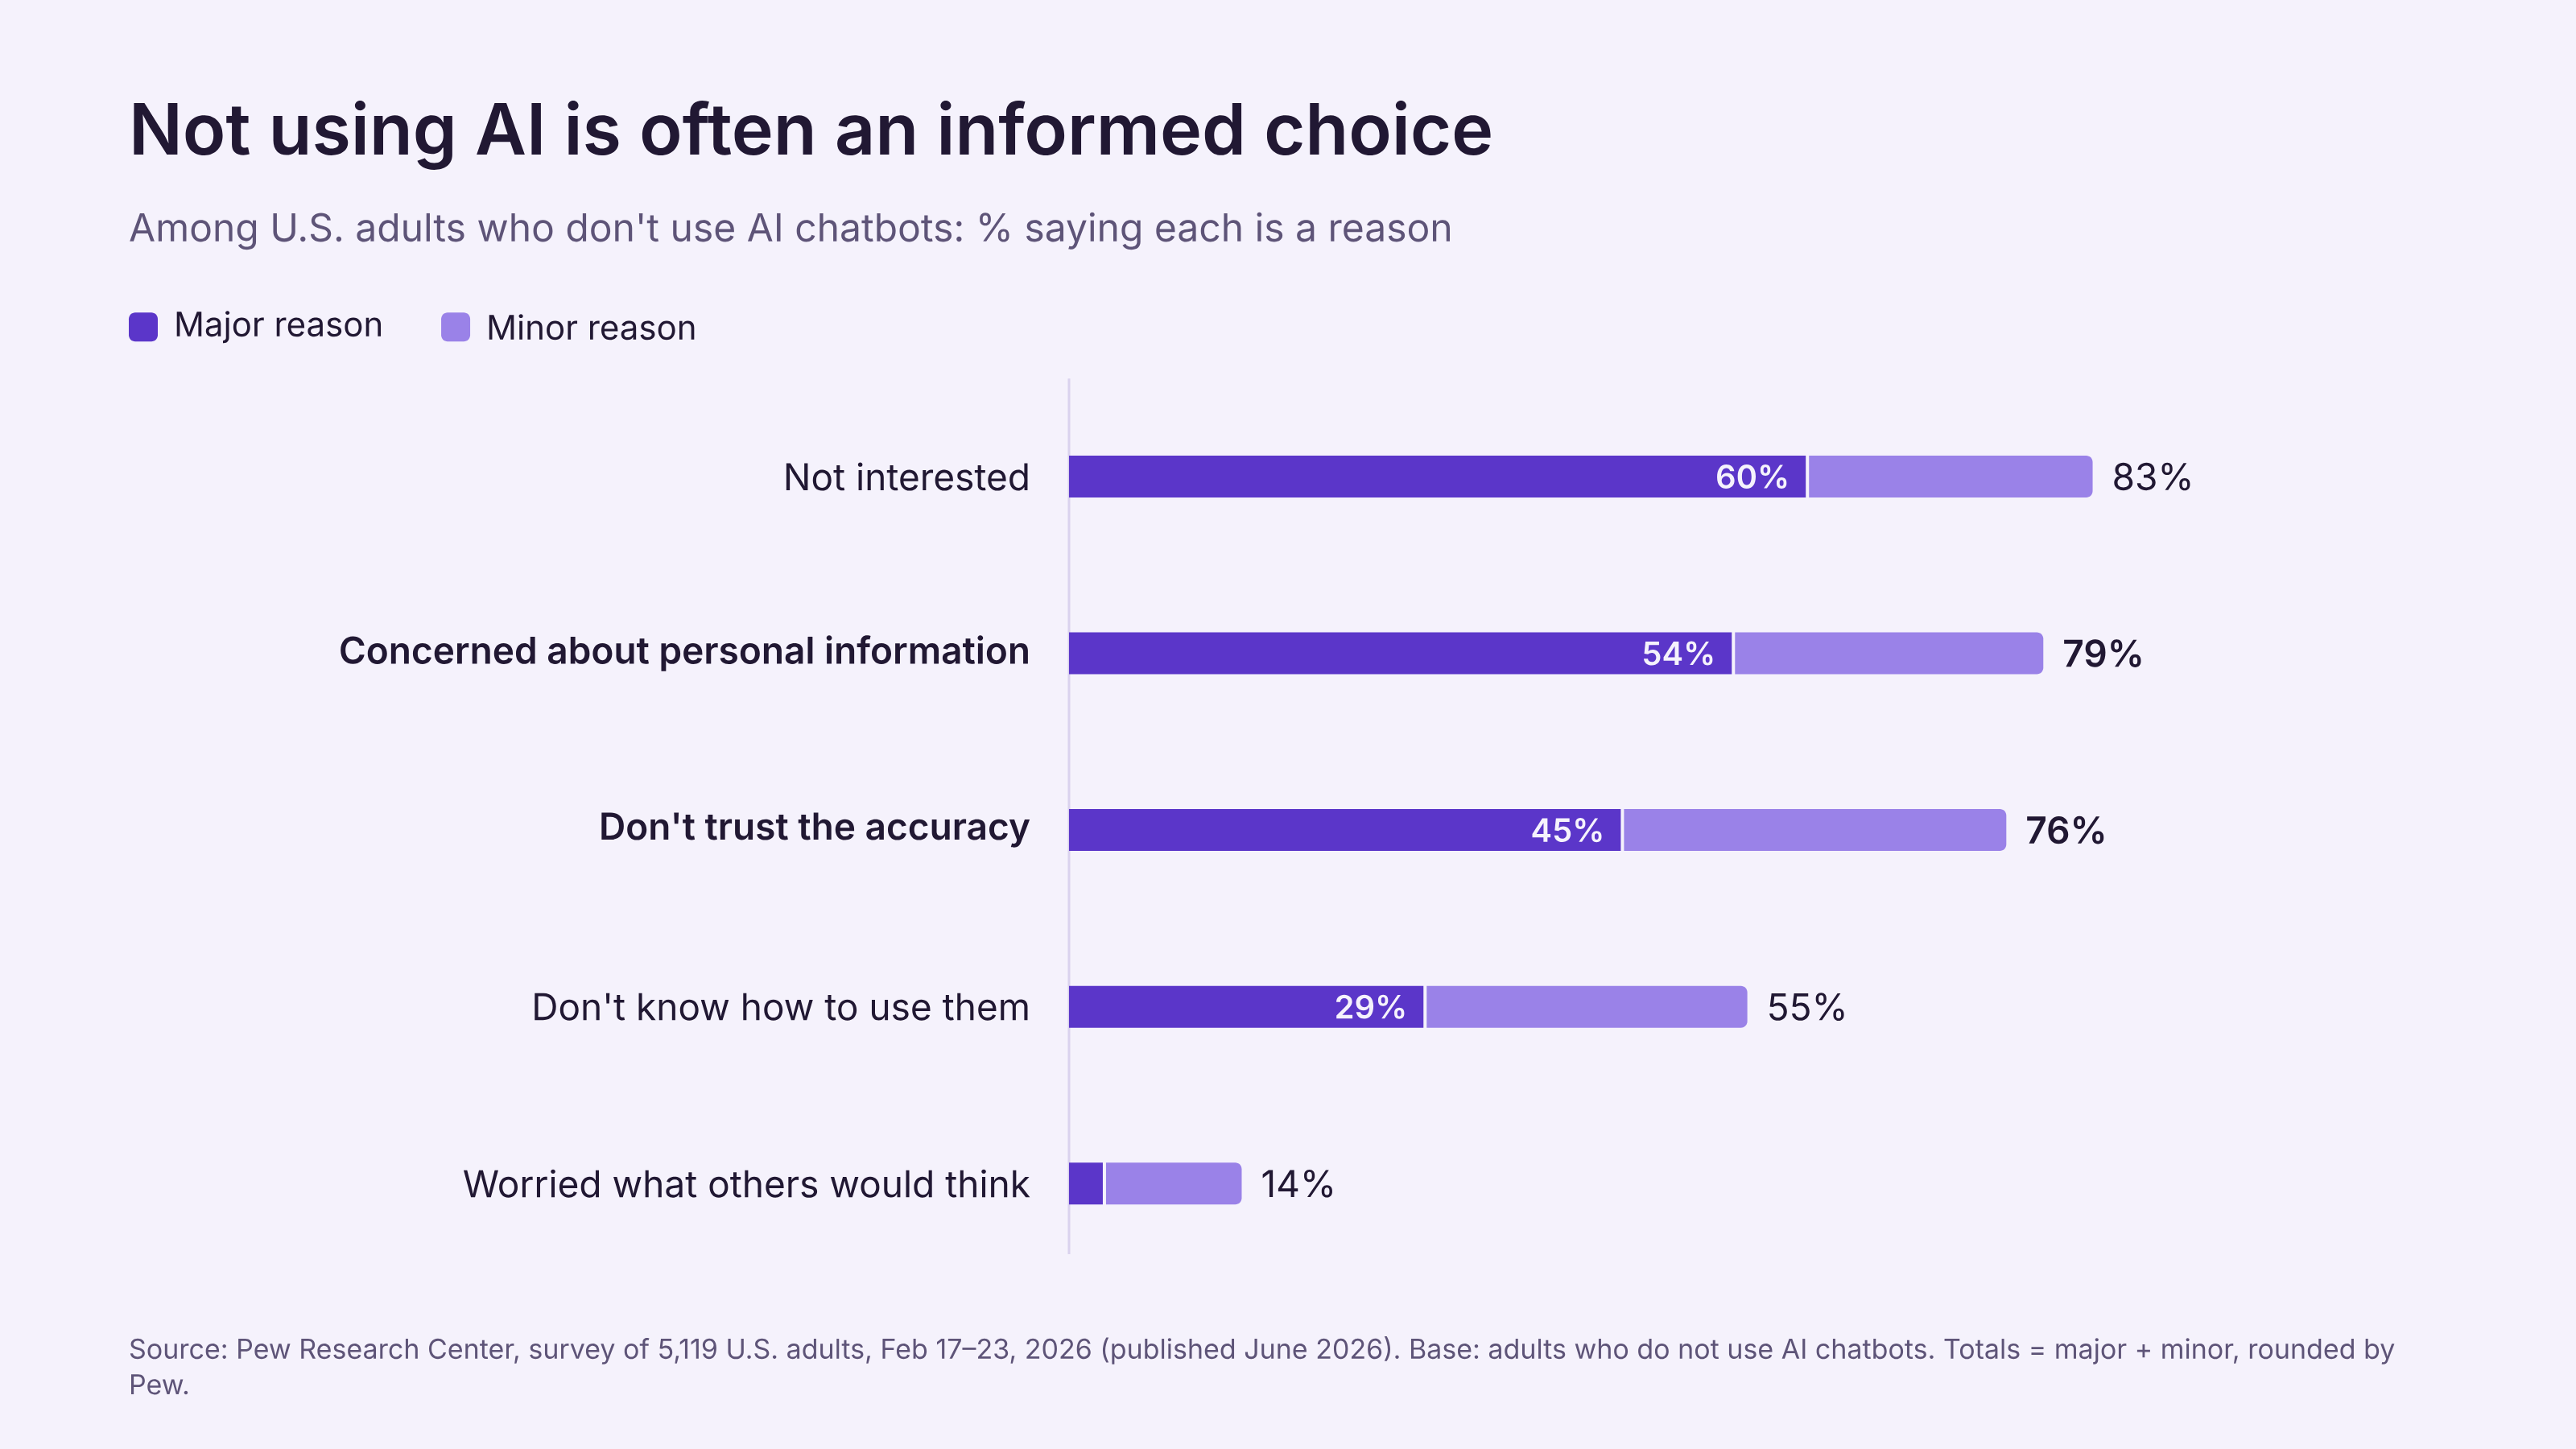 Not using AI is often an informed choice
Among U.S. adults who don't use AI chatbots: % saying each is a reason
Major reason
Minor reason
Not interested
60%
83%
Concerned about personal information
54%
79%
Don't trust the accuracy
45%
76%
Don't know how to use them
29%
55%
Worried what others would think
14%
Source: Pew Research Center, survey of 5,119 U.S. adults, Feb 17–23, 2026 (published June 2026). Base: adults who do not use AI chatbots. Totals = major + minor, rounded by
Pew.